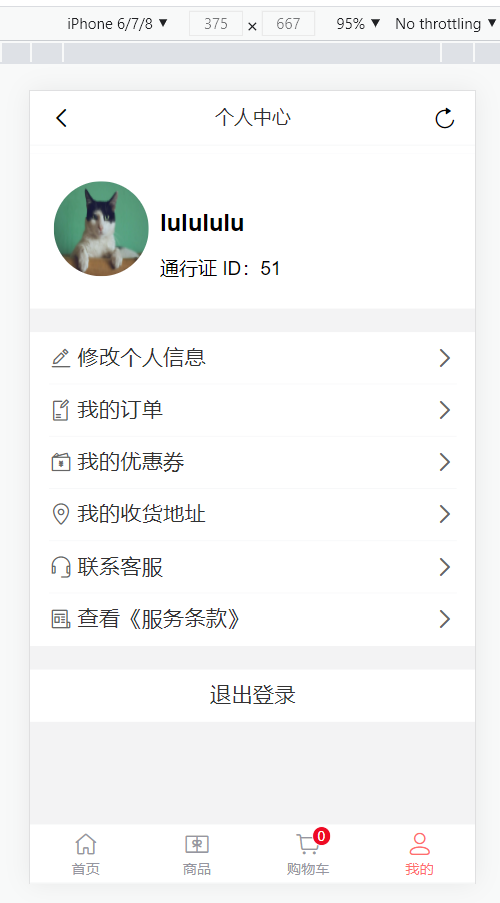 iPhone 6/7/8 ▼ 375 × 667 95% ▼ No throttling ▼
个人中心
lulululu
通行证 ID：51
修改个人信息
我的订单
我的优惠券
我的收货地址
联系客服
查看《服务条款》
退出登录
0
首页 商品 购物车 我的